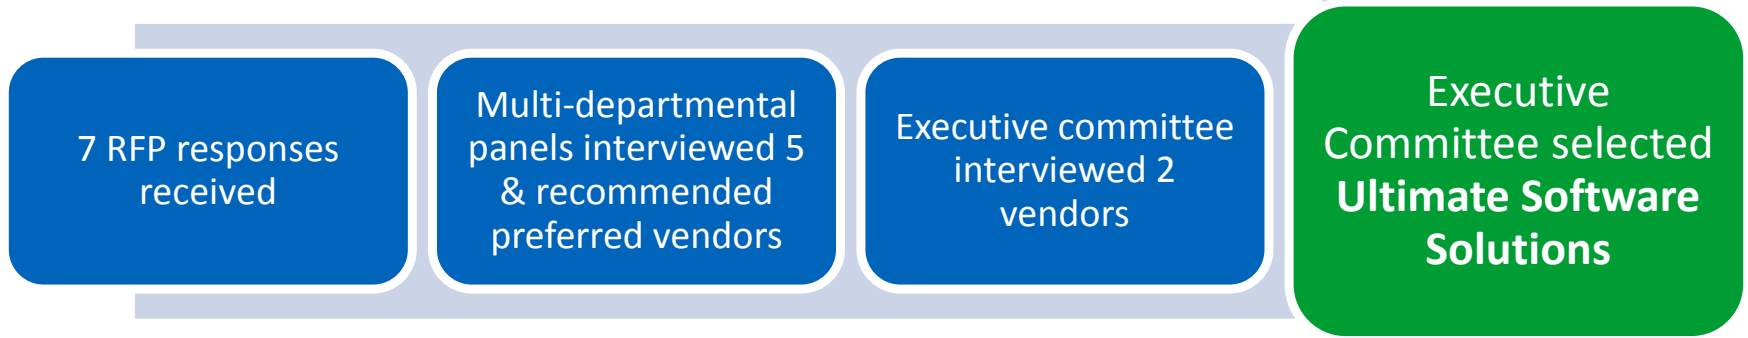 7 RFP responses
received
Multi-departmental
panels interviewed 5
& recommended
preferred vendors
Executive committee
interviewed 2
vendors
Executive
Committee selected
Ultimate Software
Solutions